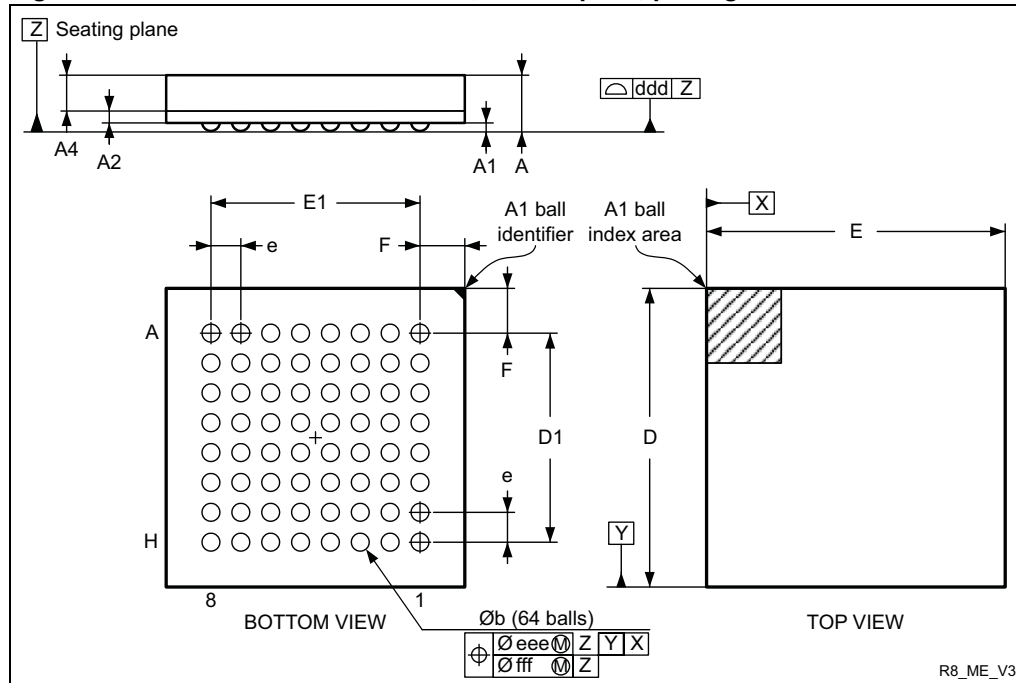 Z Seating plane
ddd Z
A4
A2
A1
A
E1
e
F
A1 ball
identifier
A1 ball
index area
X
E
A
F
D1
D
e
Y
H
8
1
BOTTOM VIEW
Øb (64 balls)
TOP VIEW
Ø eee Ⓜ Z Y X
Ø fff Ⓜ Z
R8_ME_V3